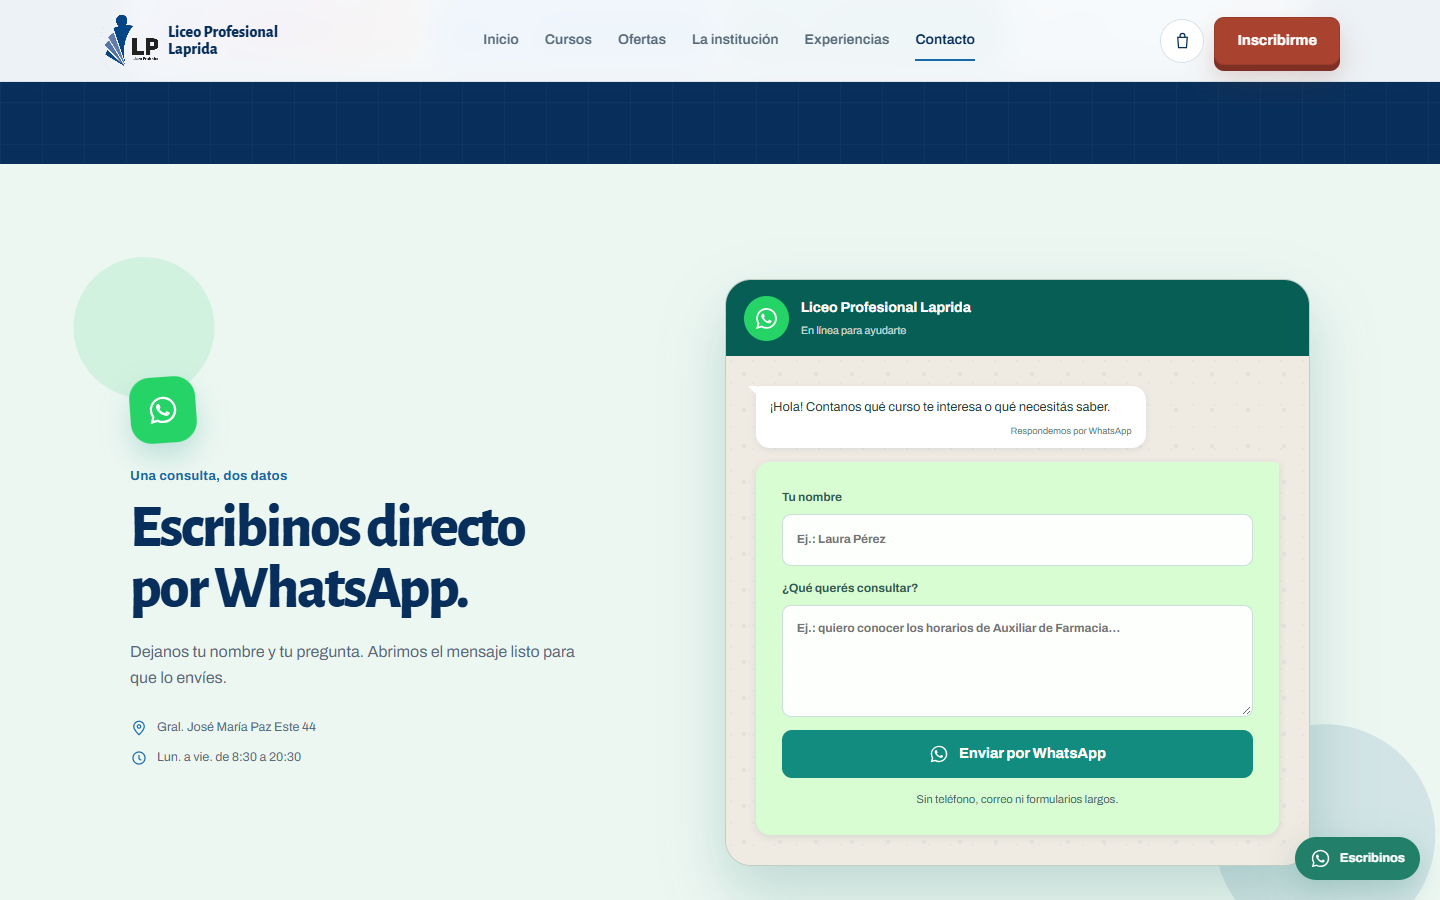 LP
Liceo Profesional
Laprida
Inicio
Cursos
Ofertas
La institución
Experiencias
Contacto
Inscribirme
Una consulta, dos datos
Escribinos directo
por WhatsApp.
Dejanos tu nombre y tu pregunta. Abrimos el mensaje listo para
que lo envíes.
Gral. José María Paz Este 44
Lun. a vie. de 8:30 a 20:30
Liceo Profesional Laprida
En línea para ayudarte
¡Hola! Contanos qué curso te interesa o qué necesitás saber.
Respondemos por WhatsApp
Tu nombre
Ej.: Laura Pérez
¿Qué querés consultar?
Ej.: quiero conocer los horarios de Auxiliar de Farmacia...
Enviar por WhatsApp
Sin teléfono, correo ni formularios largos.
Escribinos